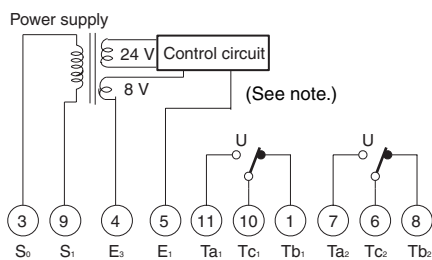 Power supply
24 V
Control circuit
8 V
(See note.)
U
U
3 9 4 5 11 10 1 7 6 8
S₀ S₁ E₃ E₁ Ta₁ Tc₁ Tb₁ Ta₂ Tc₂ Tb₂